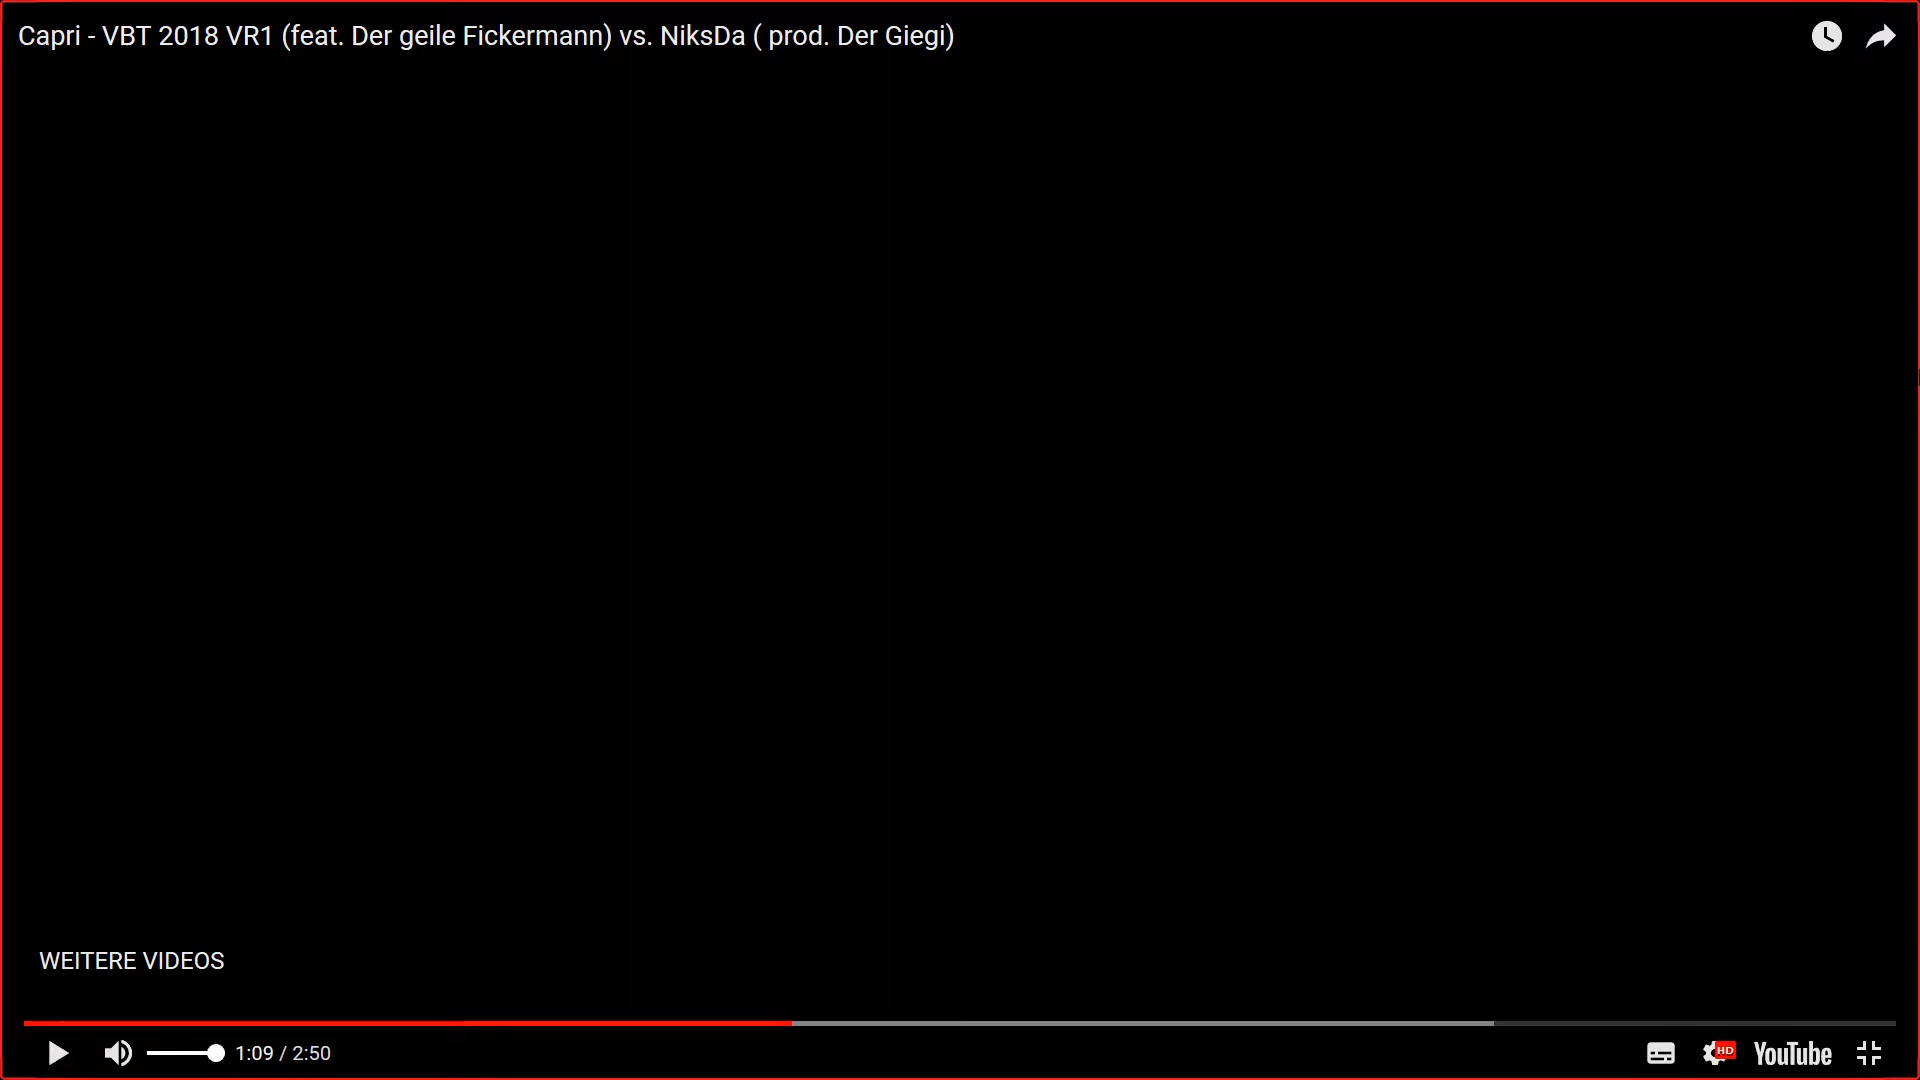 Capri - VBT 2018 VR1 (feat. Der geile Fickermann) vs. NiksDa ( prod. Der Giegi)
WEITERE VIDEOS
1:09 / 2:50
HD
YouTube